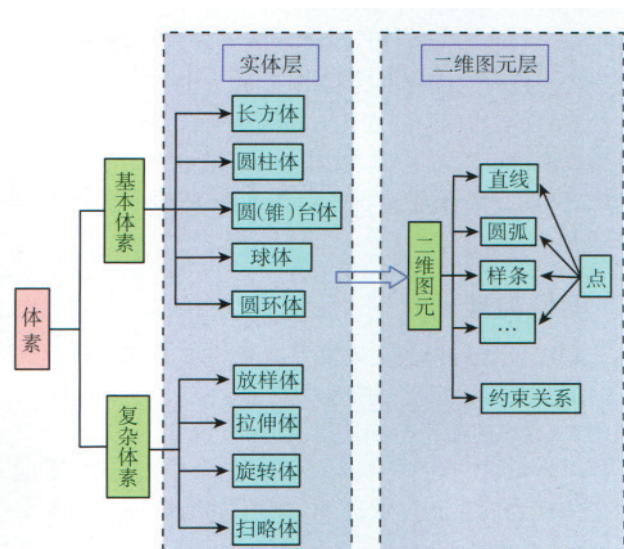 实体层
二维图元层
长方体
圆柱体
圆(锥)台体
球体
圆环体
基本体素
体素
复杂体素
放样体
拉伸体
旋转体
扫略体
二维图元
直线
圆弧
样条
…
约束关系
点